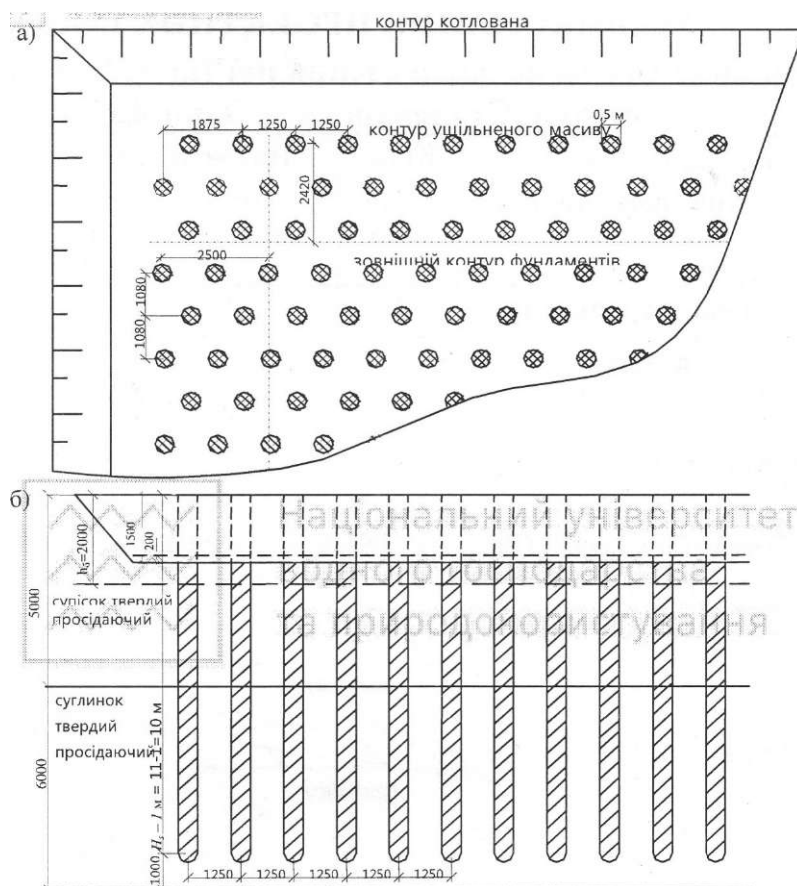 а)
контур котлована
1875
1250
1250
контур ущільненого масиву
0,5 м
2420
2500
зовнішній контур фундаментів
1080
1080
б)
5000
h₆=2000
1500
200
Національний університет
водного господарства
та природокористування
супісок твердий
просідаючий
суглинок
твердий
просідаючий
6000
Hₛ - 1 м = 11-1=10 м
1000
1250
1250
1250
1250
1250